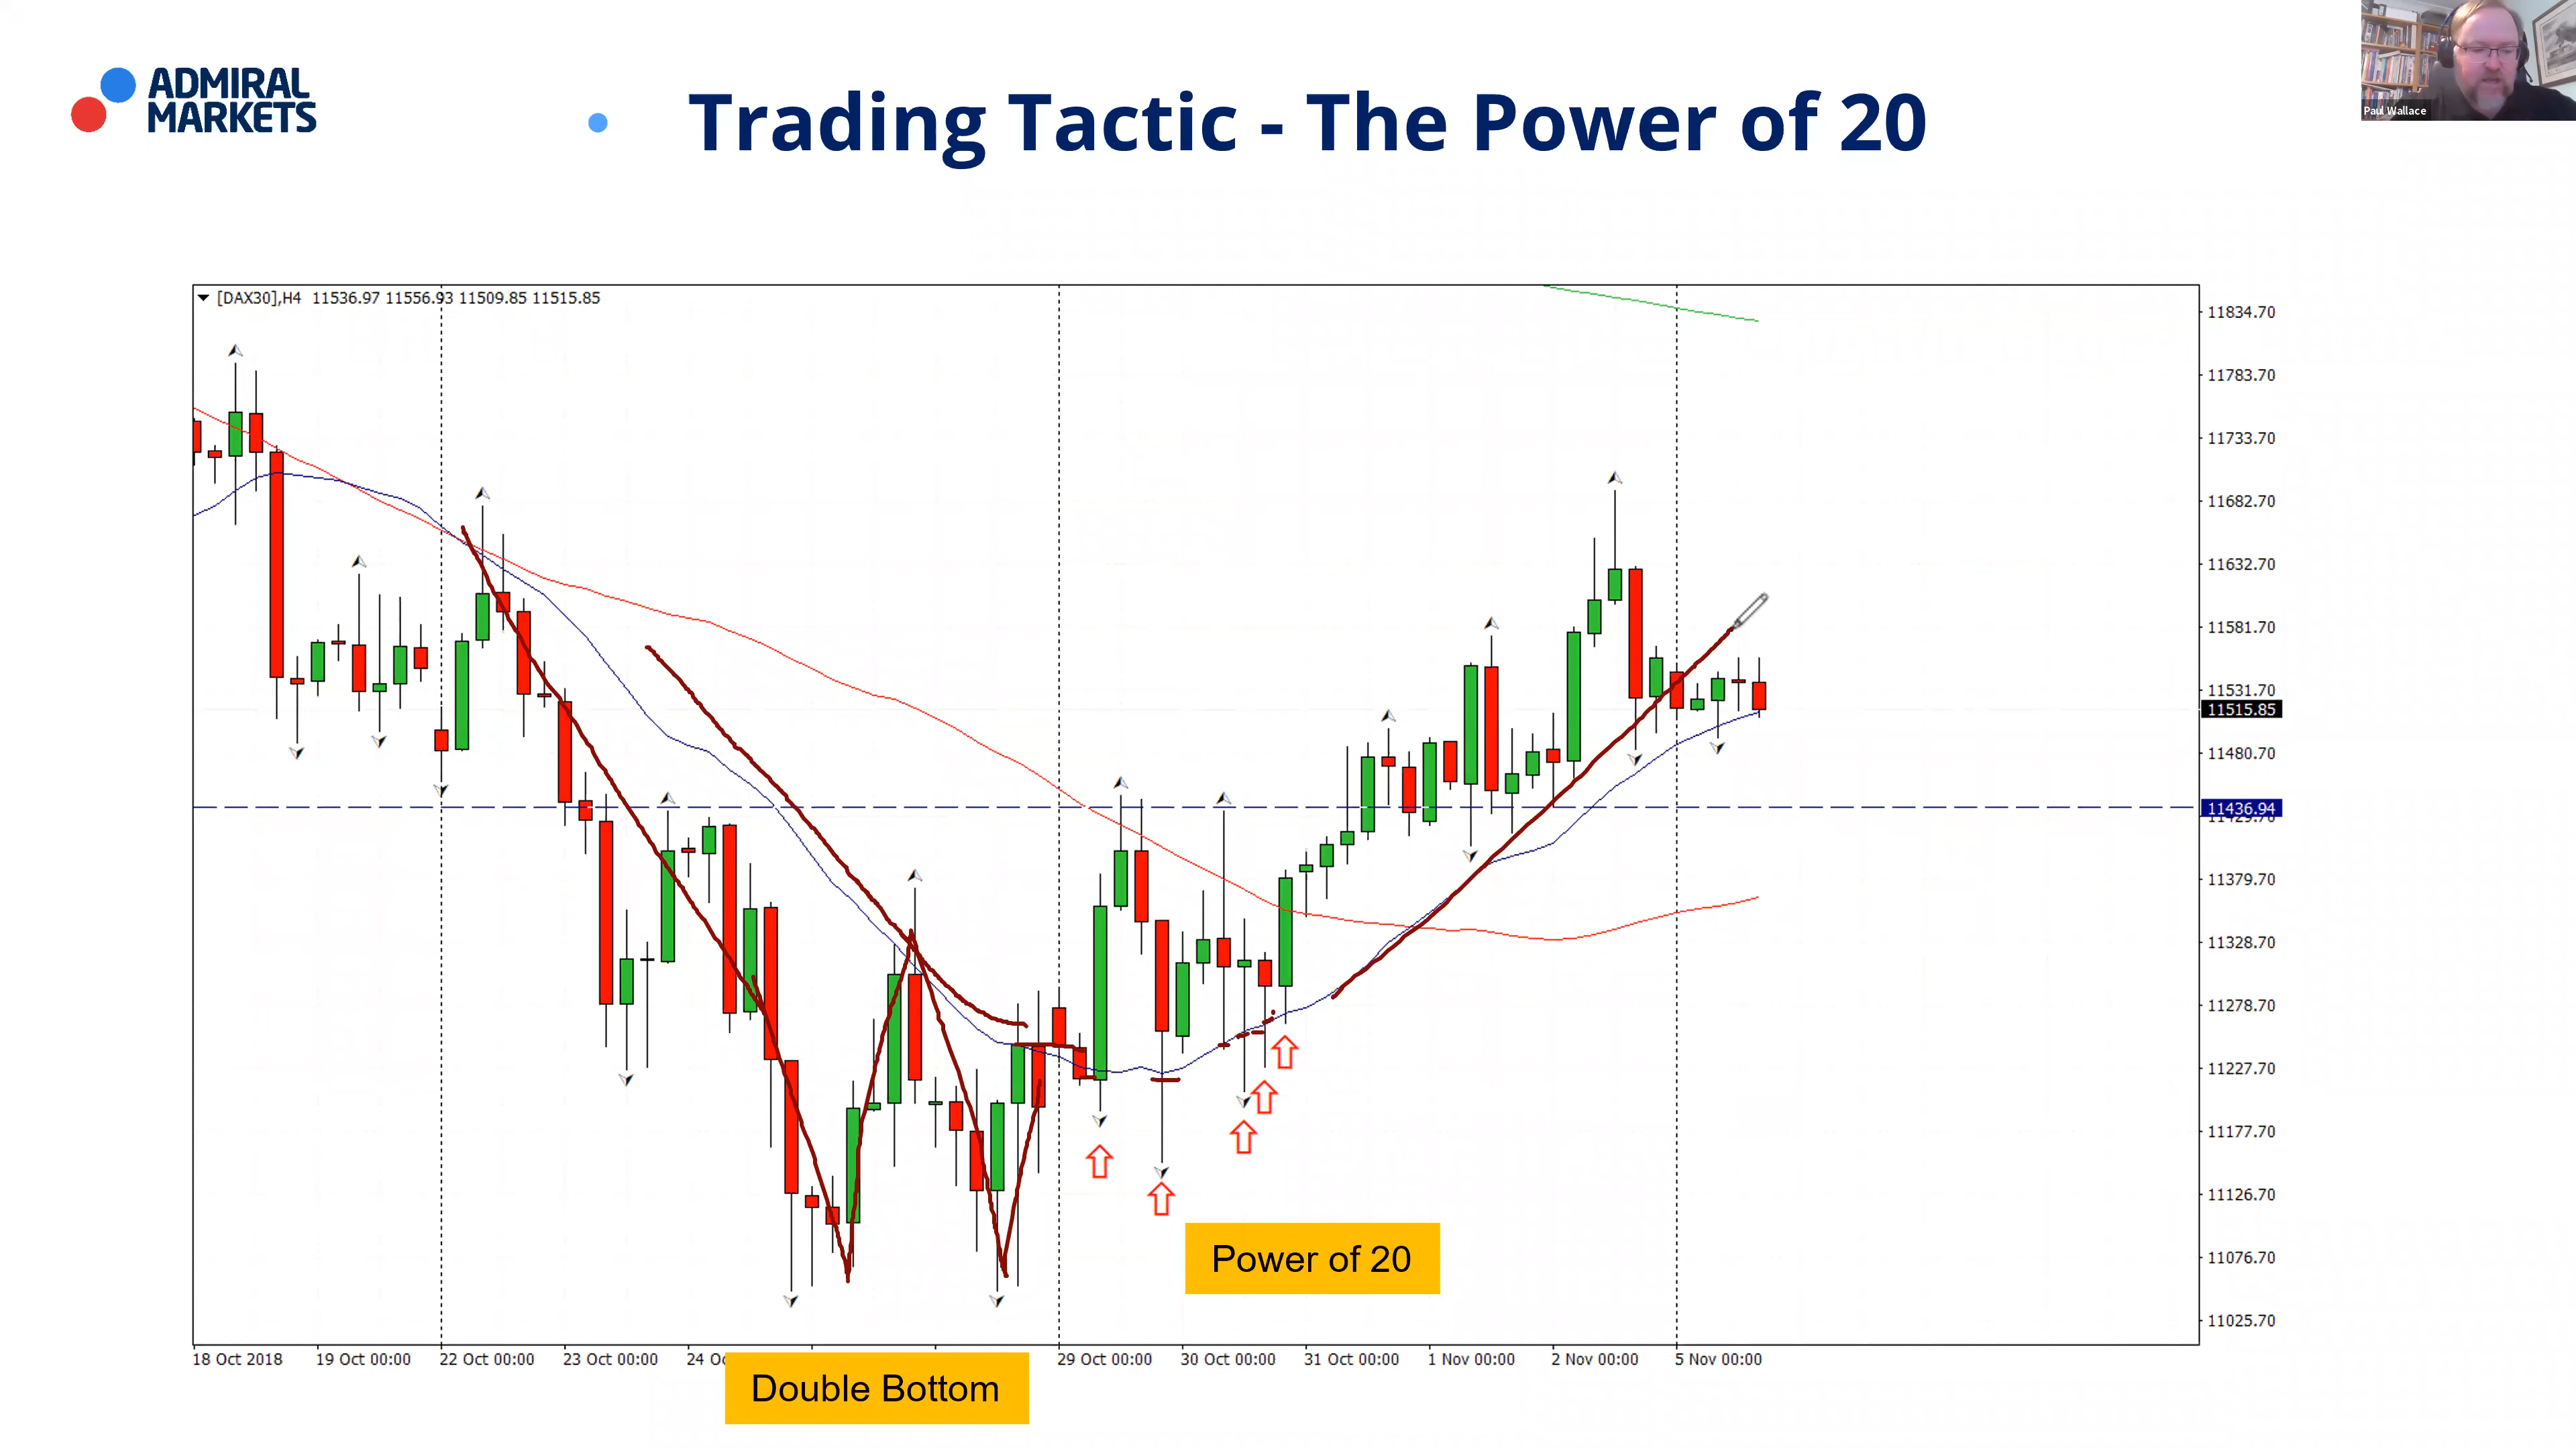 ADMIRAL
MARKETS
Trading Tactic - The Power of 20
Paul Wallace
[DAX30],H4 11536.97 11556.93 11509.85 11515.85
11834.70
11783.70
11733.70
11682.70
11632.70
11581.70
11531.70
11515.85
11480.70
11436.94
11379.70
11328.70
11278.70
11227.70
11177.70
11126.70
11076.70
11025.70
Power of 20
18 Oct 2018 19 Oct 00:00 22 Oct 00:00 23 Oct 00:00 24 29 Oct 00:00 30 Oct 00:00 31 Oct 00:00 1 Nov 00:00 2 Nov 00:00 5 Nov 00:00
Double Bottom